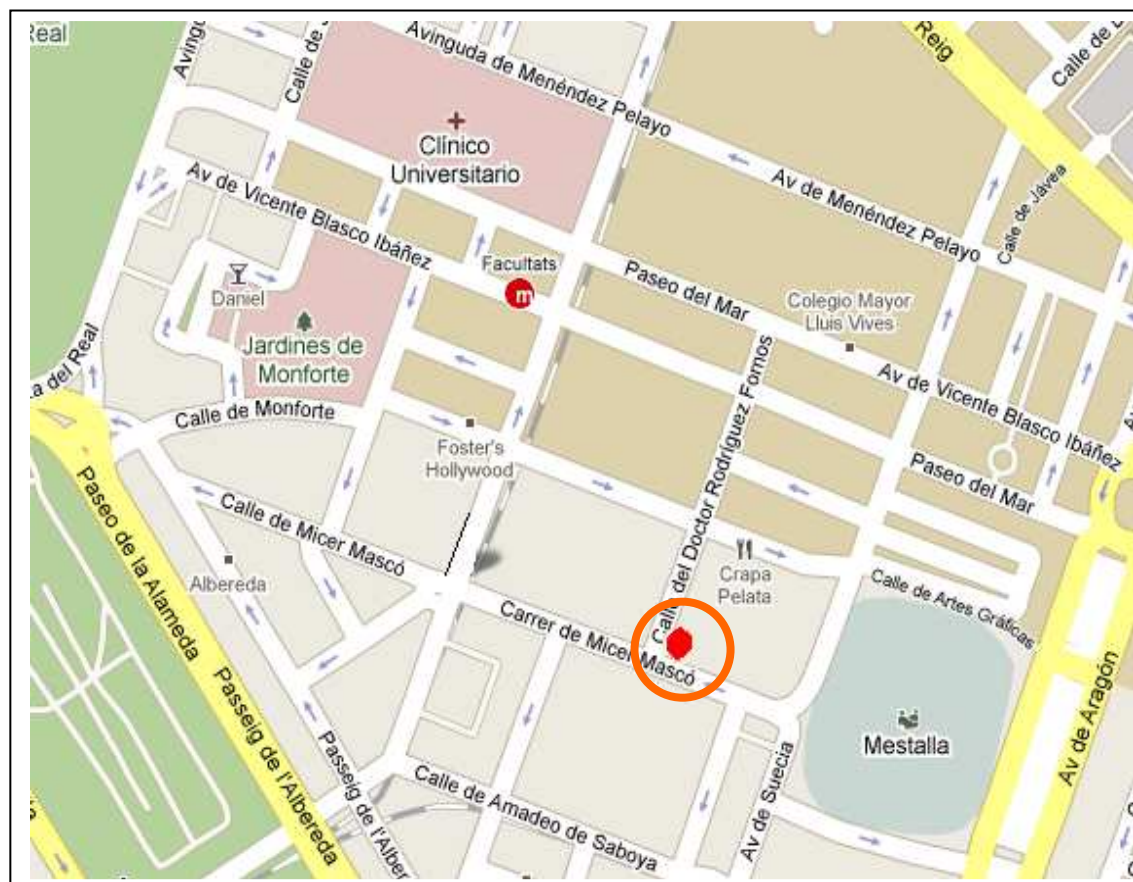 Real
Reig
Calle de
Calle de
Avinguda de Menéndez Pelayo
Clínico
Universitario
Av de Menéndez Pelayo
Calle de Jávea
Av de Vicente Blasco Ibáñez
Facultats
m
Paseo del Mar
Colegio Mayor
Lluis Vives
Daniel
Jardines de
Monforte
del Real
Av de Vicente Blasco Ibáñez
Calle de Monforte
Foster's
Hollywood
Calle del Doctor Rodríguez Fornos
Paseo del Mar
Paseo de la Alameda
Calle de Micer Mascó
Albereda
Crapa
Pelata
Calle de Artes Gráficas
Carrer de Micer Mascó
Av de Aragón
Mestalla
Passeig de l'Albereda
Passeig de l'Alber
Calle de Amadeo de Saboya
Av de Suecia